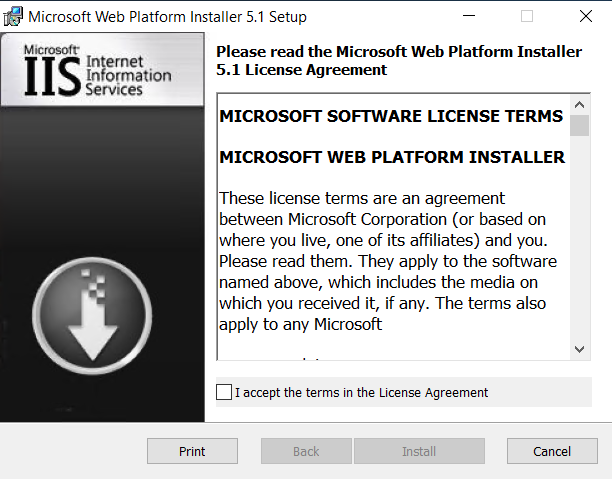 Microsoft Web Platform Installer 5.1 Setup
Microsoft®
IIS
Internet
Information
Services
Please read the Microsoft Web Platform Installer
5.1 License Agreement
MICROSOFT SOFTWARE LICENSE TERMS
MICROSOFT WEB PLATFORM INSTALLER
These license terms are an agreement
between Microsoft Corporation (or based on
where you live, one of its affiliates) and you.
Please read them. They apply to the software
named above, which includes the media on
which you received it, if any. The terms also
apply to any Microsoft
I accept the terms in the License Agreement
Print
Back
Install
Cancel